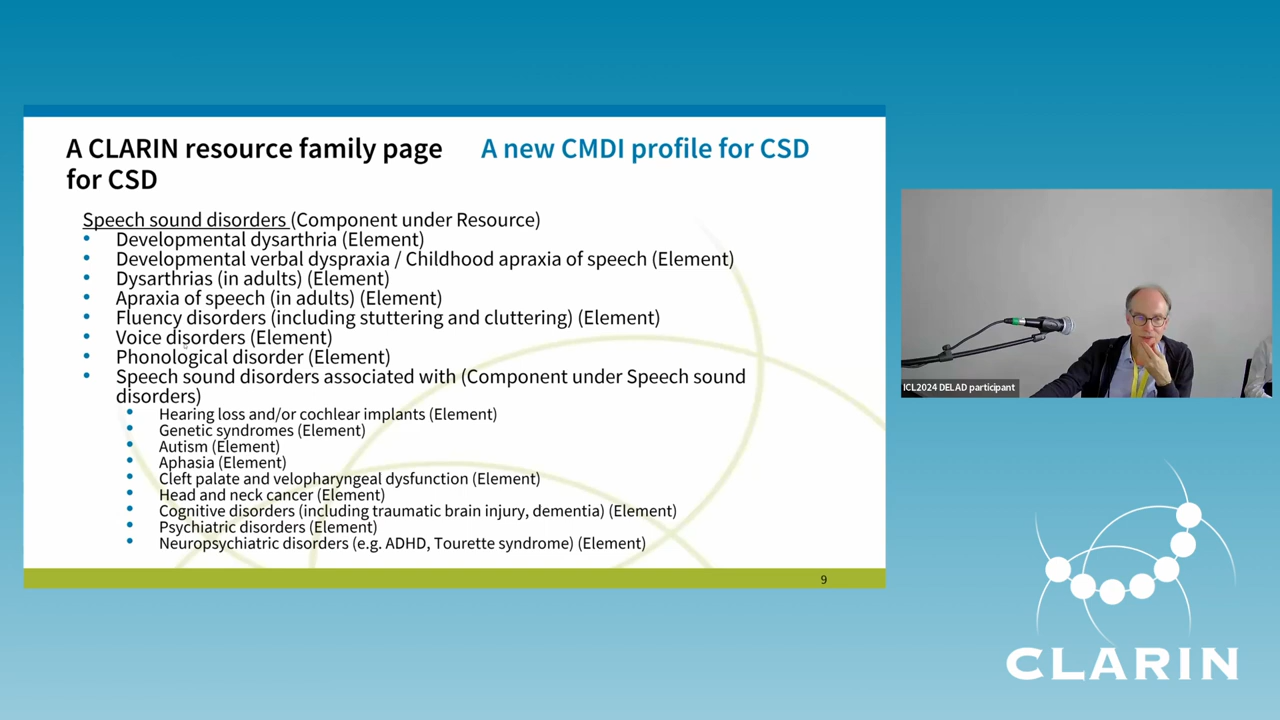 A CLARIN resource family page
for CSD
A new CMDI profile for CSD
Speech sound disorders (Component under Resource)
• Developmental dysarthria (Element)
• Developmental verbal dyspraxia / Childhood apraxia of speech (Element)
• Dysarthrias (in adults) (Element)
• Apraxia of speech (in adults) (Element)
• Fluency disorders (including stuttering and cluttering) (Element)
• Voice disorders (Element)
• Phonological disorder (Element)
• Speech sound disorders associated with (Component under Speech sound
disorders)
• Hearing loss and/or cochlear implants (Element)
• Genetic syndromes (Element)
• Autism (Element)
• Aphasia (Element)
• Cleft palate and velopharyngeal dysfunction (Element)
• Head and neck cancer (Element)
• Cognitive disorders (including traumatic brain injury, dementia) (Element)
• Psychiatric disorders (Element)
• Neuropsychiatric disorders (e.g. ADHD, Tourette syndrome) (Element)
9
ICL2024 DELAD participant
CLARIN